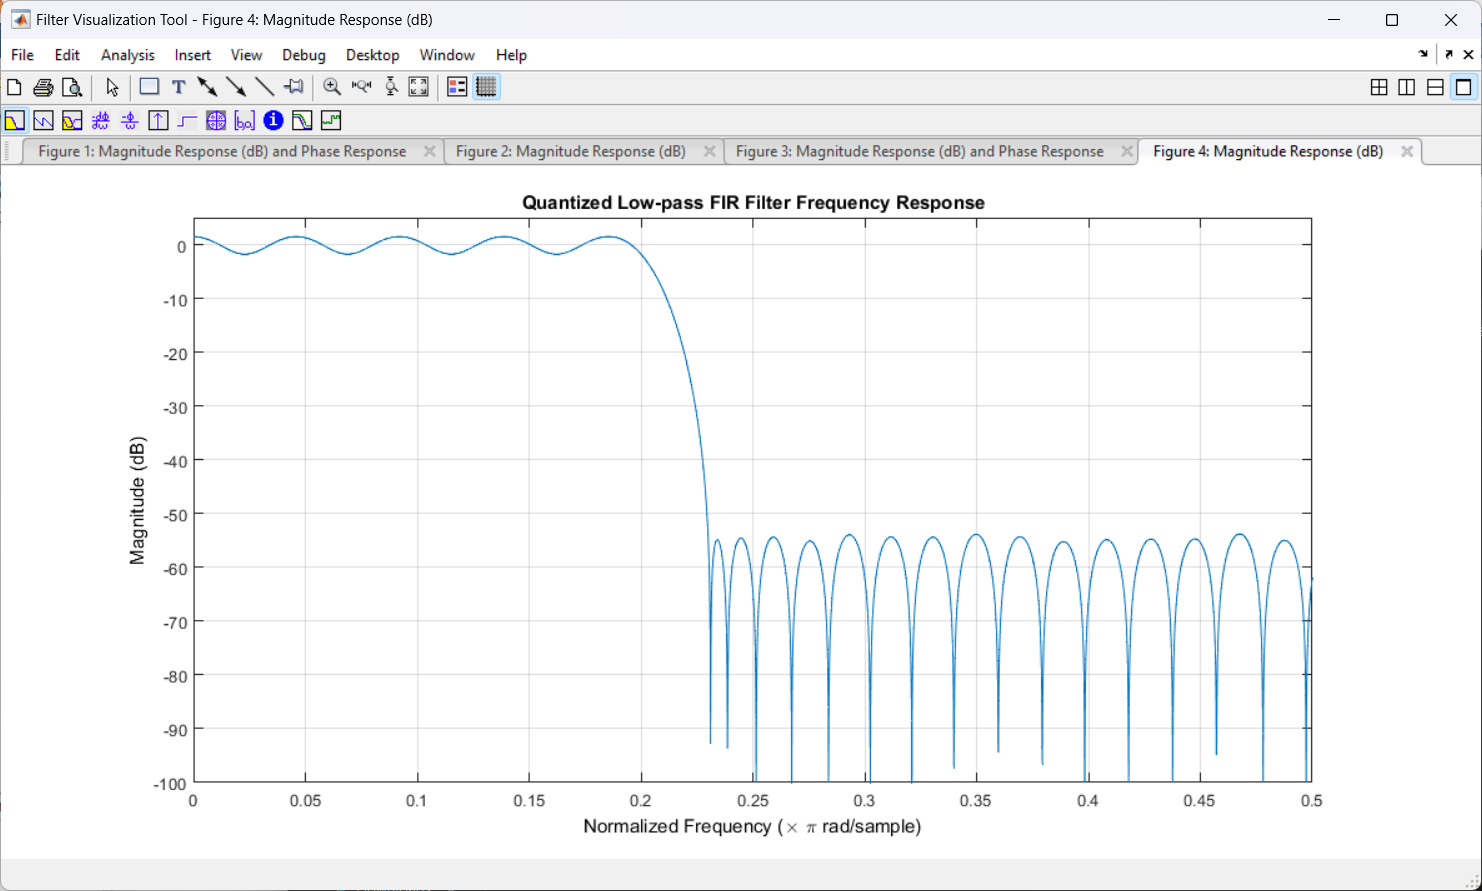 Filter Visualization Tool - Figure 4: Magnitude Response (dB)
File Edit Analysis Insert View Debug Desktop Window Help
Figure 1: Magnitude Response (dB) and Phase Response Figure 2: Magnitude Response (dB) Figure 3: Magnitude Response (dB) and Phase Response Figure 4: Magnitude Response (dB)
Quantized Low-pass FIR Filter Frequency Response
Magnitude (dB)
0
-10
-20
-30
-40
-50
-60
-70
-80
-90
-100
0 0.05 0.1 0.15 0.2 0.25 0.3 0.35 0.4 0.45 0.5
Normalized Frequency (× π rad/sample)